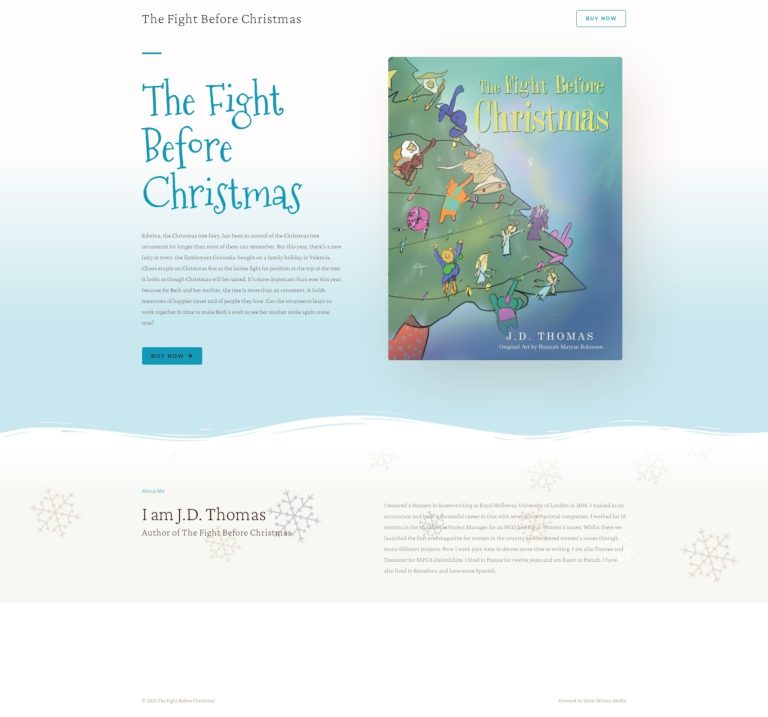 The Fight Before Christmas
BUY NOW
The Fight
Before
Christmas
Edwina, the Christmas tree fairy, has been in control of the Christmas tree
ornaments for longer than most of them can remember. But this year, there's a new
fairy in town-the flamboyant Consuela-bought on a family holiday in Valencia.
Chaos erupts on Christmas Eve as the fairies fight for position at the top of the tree.
It looks as though Christmas will be ruined. It's more important than ever this year,
because for Beth and her mother, the tree is more than an ornament. It holds
memories of happier times and of people they love. Can the ornaments learn to
work together in time to make Beth's wish to see her mother smile again come
true?
BUY NOW →
The Fight Before
Christmas
J.D. THOMAS
Original Art by Hannah Maryse Robinson
About Me
I am J.D. Thomas
Author of The Fight Before Christmas
I received a Masters in Screenwriting at Royal Holloway University of London in 2016. I trained as an
accountant and built a successful career in that with several international companies. I worked for 18
months in the as Project Manager for an NGO looking at Women's issues. Whilst there we
launched the first ever magazine for women in the country and addressed women's issues through
many different projects. Now I work part-time to devote more time to writing. I am also Trustee and
Treasurer for RSPCA Oxfordshire. I lived in France for twelve years and am fluent in French. I have
also lived in Barcelona and have some Spanish.
© 2021 The Fight Before Christmas
Powered by Writers Media